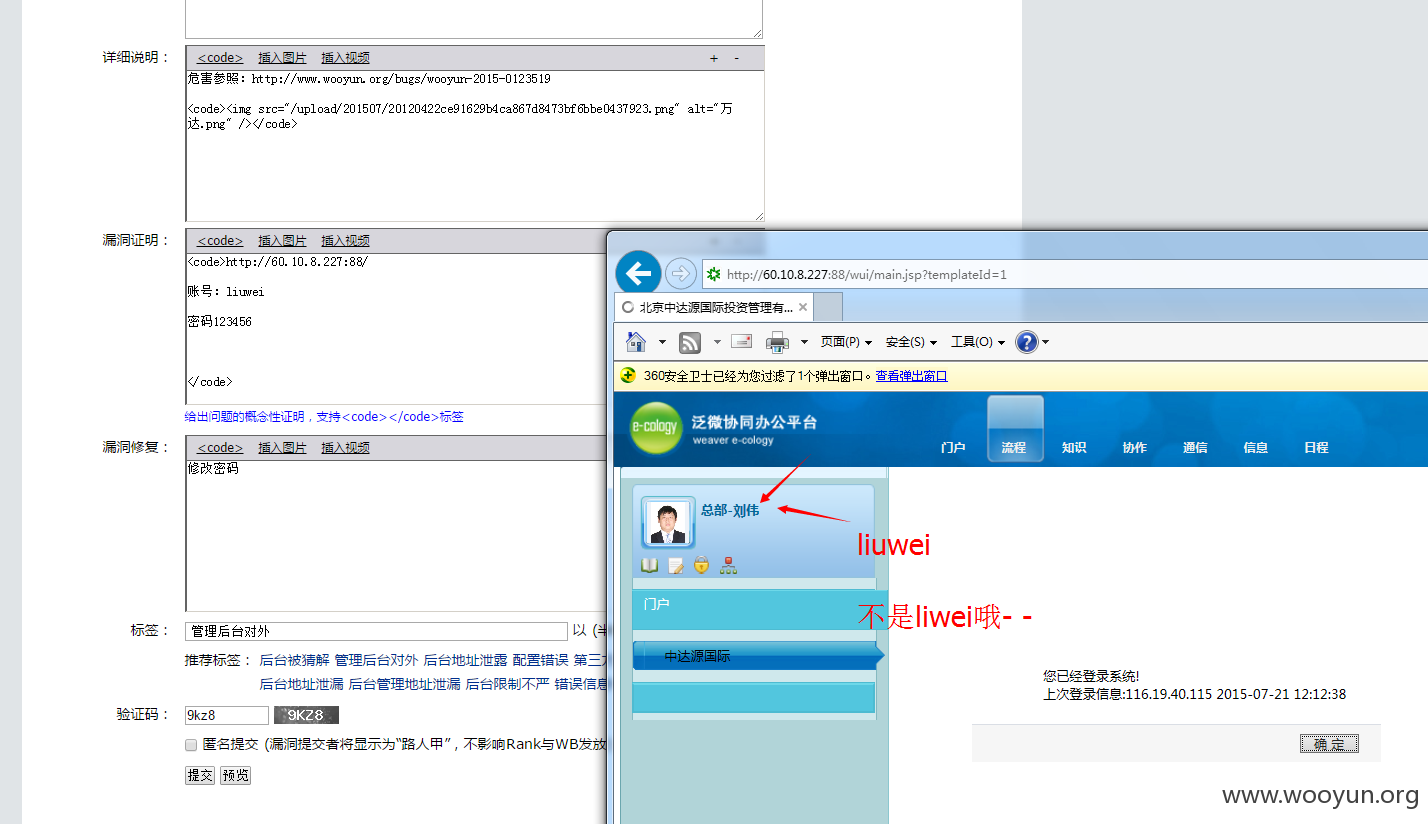 详细说明：
<code> 插入图片 插入视频 + -
危害参照：http://www.wooyun.org/bugs/wooyun-2015-0123519
<code><img src="/upload/201507/20120422ce91629b4ca867d8473bf6bbe0437923.png" alt="万
达.png" /></code>
漏洞证明：
<code> 插入图片 插入视频
<code>http://60.10.8.227:88/
账号：liuwei
密码123456
</code>
给出问题的概念性证明，支持<code></code>标签
漏洞修复：
<code> 插入图片 插入视频
修改密码
标签：
管理后台对外 以
推荐标签： 后台被猜解 管理后台对外 后台地址泄露 配置错误 第三方
后台地址泄漏 后台管理地址泄漏 后台限制不严 错误信息
验证码：
9kz8 9KZ8
匿名提交 (漏洞提交者将显示为“路人甲”，不影响Rank与WB发放
提交 预览
http://60.10.8.227:88/wui/main.jsp?templateId=1
北京中达源国际投资管理有...
页面(P) 安全(S) 工具(O)
360安全卫士已经为您过滤了1个弹出窗口。查看弹出窗口
e-cology 泛微协同办公平台
weaver e-cology
门户 流程 知识 协作 通信 信息 日程
总部-刘伟
liuwei
门户
不是liwei哦- -
中达源国际
您已经登录系统!
上次登录信息:116.19.40.115 2015-07-21 12:12:38
确 定
www.wooyun.org